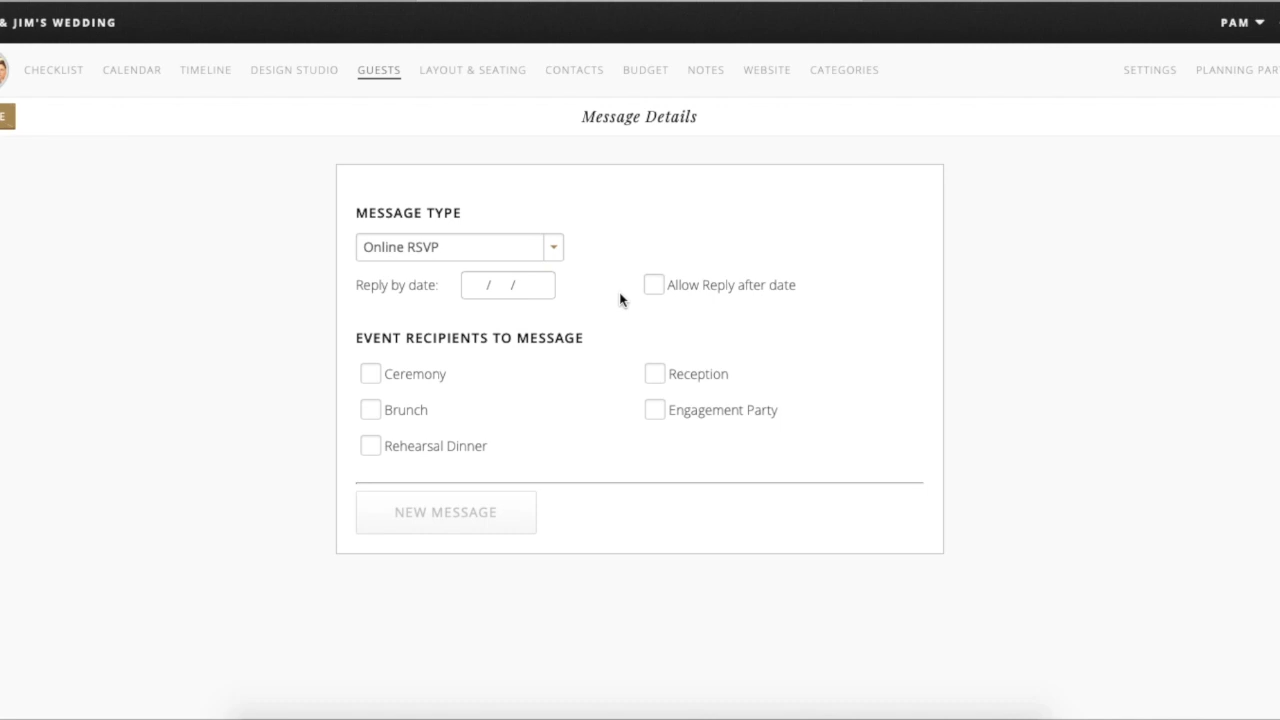 & JIM'S WEDDING
PAM
CHECKLIST CALENDAR TIMELINE DESIGN STUDIO GUESTS LAYOUT & SEATING CONTACTS BUDGET NOTES WEBSITE CATEGORIES SETTINGS PLANNING PAR
E
Message Details
MESSAGE TYPE
Online RSVP
Reply by date: / / Allow Reply after date
EVENT RECIPIENTS TO MESSAGE
Ceremony Reception
Brunch Engagement Party
Rehearsal Dinner
NEW MESSAGE